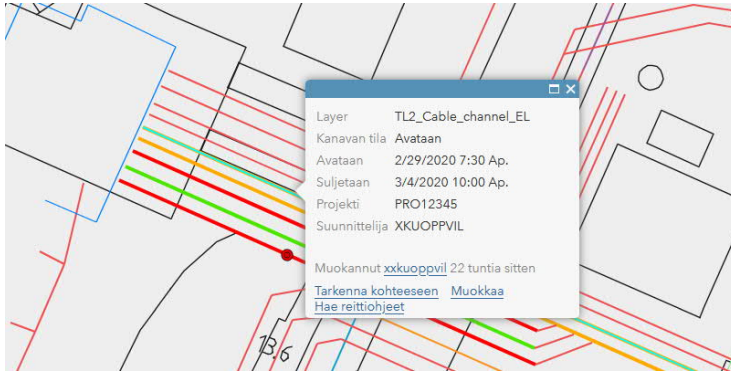 Layer TL2_Cable_channel_EL
Kanavan tila Avataan
Avataan 2/29/2020 7:30 Ap.
Suljetaan 3/4/2020 10:00 Ap.
Projekti PRO12345
Suunnittelija XKUOPPVIL
Muokannut xxkuoppvil 22 tuntia sitten
Tarkenna kohteeseen Muokkaa
Hae reittiohjeet
13.6